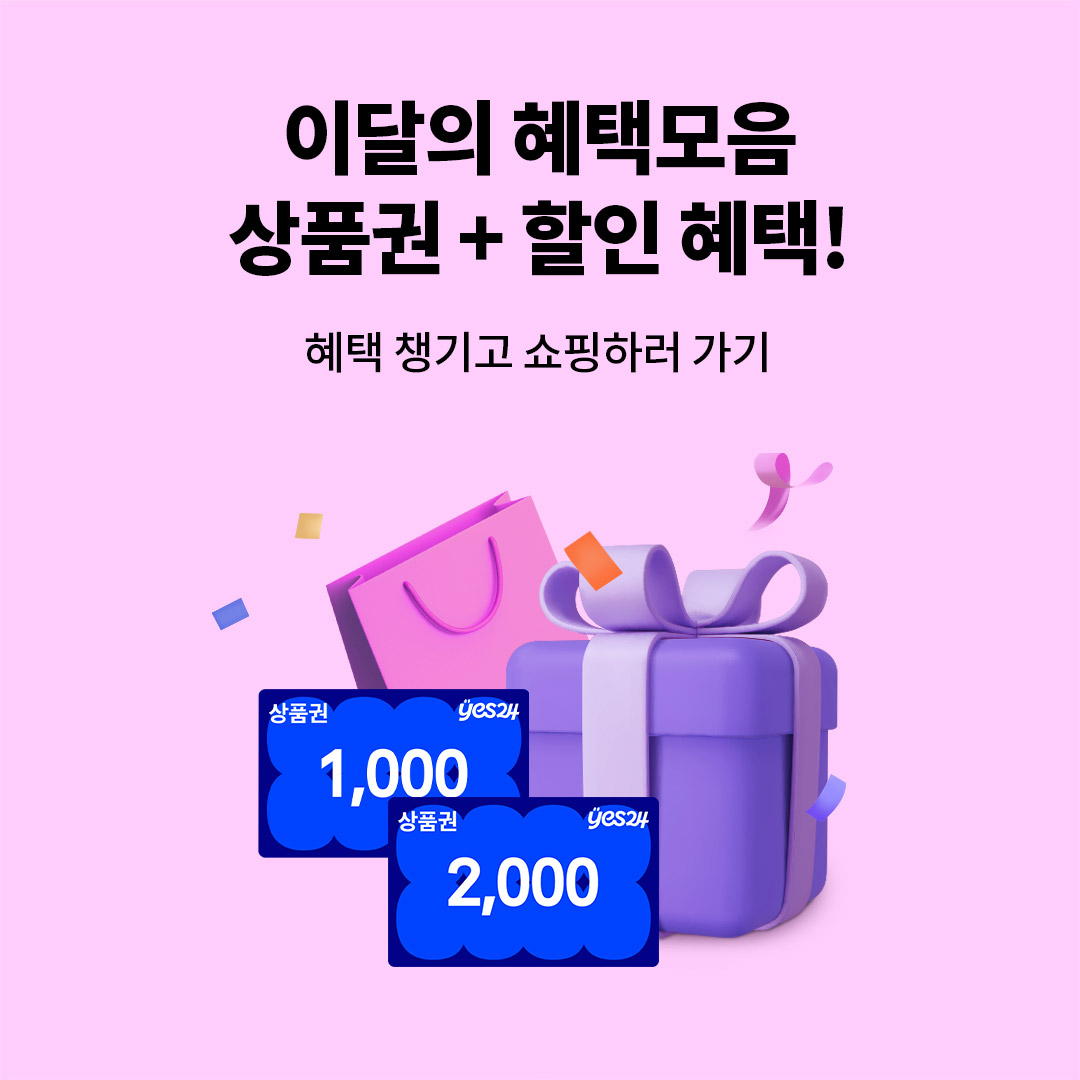 이달의 혜택모음
상품권 + 할인 혜택!
혜택 챙기고 쇼핑하러 가기
상품권 yes24
1,000
상품권 yes24
2,000